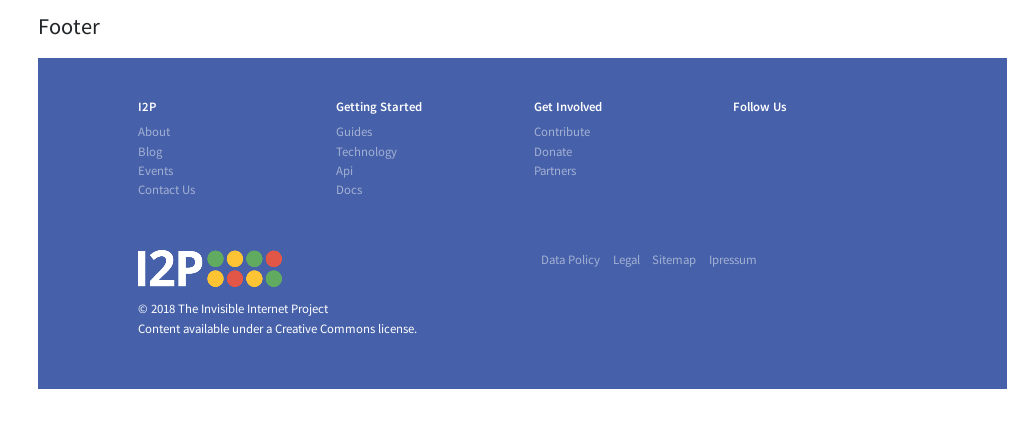 Footer
I2P
About
Blog
Events
Contact Us
Getting Started
Guides
Technology
Api
Docs
Get Involved
Contribute
Donate
Partners
Follow Us
I2P
Data Policy Legal Sitemap Ipressum
© 2018 The Invisible Internet Project
Content available under a Creative Commons license.